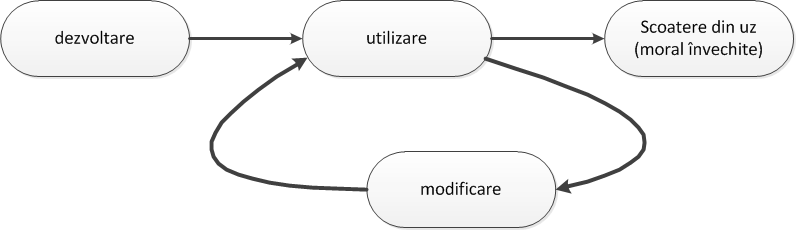 dezvoltare
utilizare
Scoatere din uz
(moral învechite)
modificare